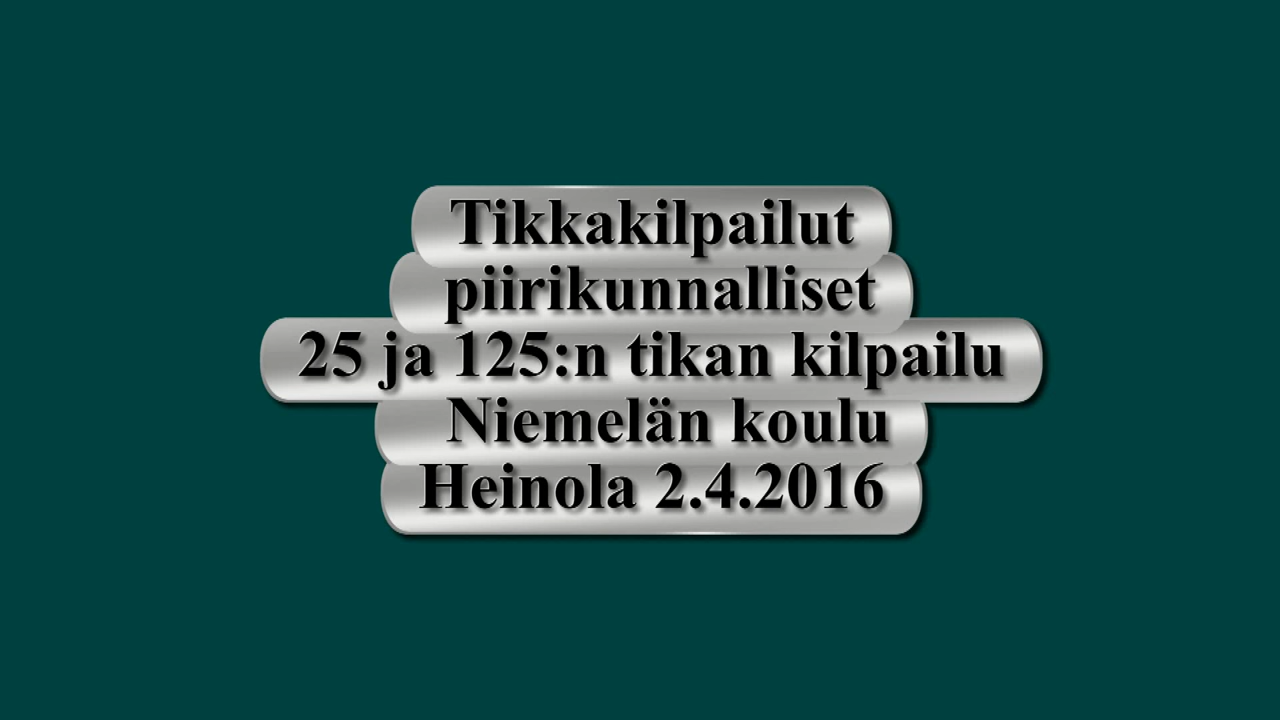 Tikkakilpailut
piirikunnalliset
25 ja 125:n tikan kilpailu
Niemelän koulu
Heinola 2.4.2016